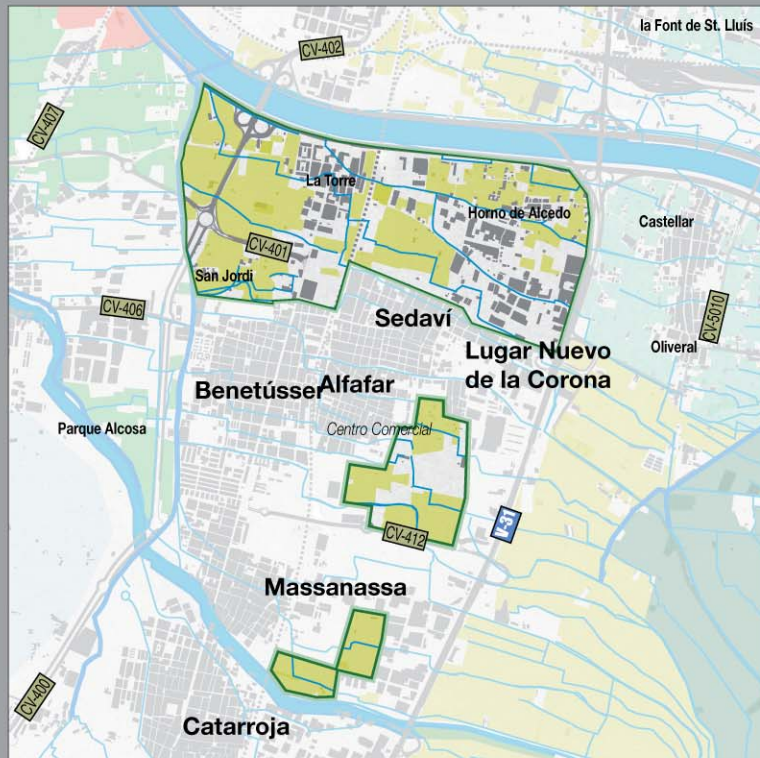 la Font de St. Lluís
CV-402
CV-407
La Torre
Horno de Alcedo
Castellar
CV-401
San Jordi
CV-406
CV-5010
Sedaví
Oliveral
Lugar Nuevo
de la Corona
Benetússer
Alfafar
Parque Alcosa
Centro Comercial
V-31
CV-412
Massanassa
CV-400
Catarroja